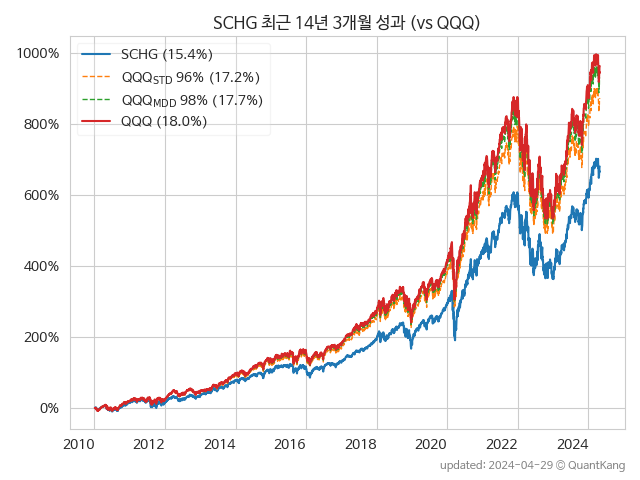 SCHG 최근 14년 3개월 성과 (vs QQQ)
SCHG (15.4%)
QQQSTD 96% (17.2%)
QQQMDD 98% (17.7%)
QQQ (18.0%)
1000%
800%
600%
400%
200%
0%
2010 2012 2014 2016 2018 2020 2022 2024
updated: 2024-04-29 © QuantKang